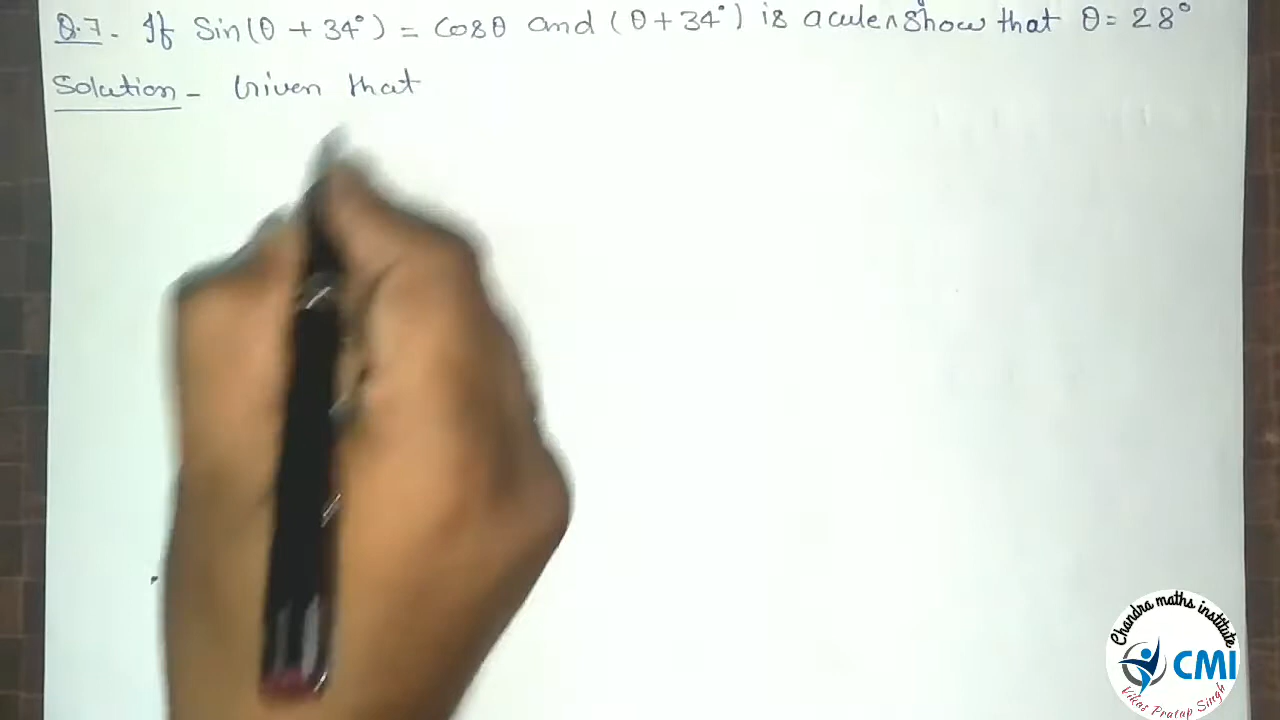 Q.7. If Sin(θ + 34°) = Cosθ and (θ + 34°) is acute show that θ = 28°
Solution - Given that
Chandra maths institute
CMI
Vikas Pratap Singh